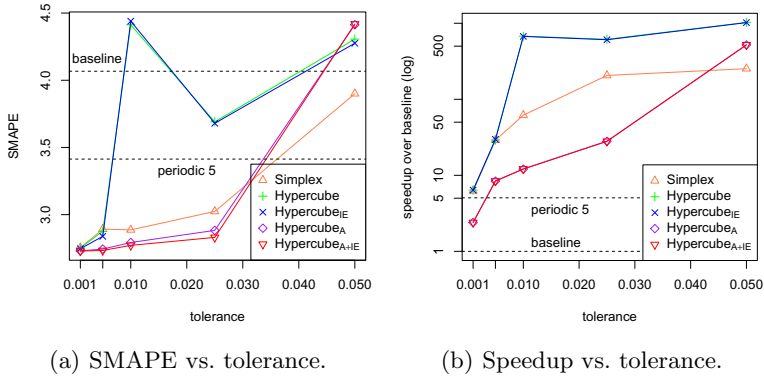 SMAPE
4.5
4.0
3.5
3.0
baseline
periodic 5
Simplex
Hypercube
HypercubeIE
HypercubeA
HypercubeA+IE
0.001
0.010
0.020
0.030
0.040
0.050
tolerance
(a) SMAPE vs. tolerance.
speedup over baseline (log)
500
50
10
5
1
periodic 5
baseline
Simplex
Hypercube
HypercubeIE
HypercubeA
HypercubeA+IE
0.001
0.010
0.020
0.030
0.040
0.050
tolerance
(b) Speedup vs. tolerance.